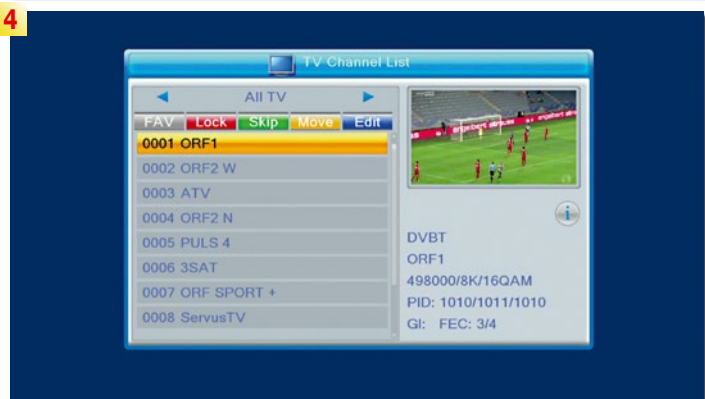 4
TV Channel List
All TV
FAV Lock Skip Move Edit
0001 ORF1
0002 ORF2 W
0003 ATV
0004 ORF2 N
0005 PULS 4
0006 3SAT
0007 ORF SPORT +
0008 ServusTV
engelbert strauss
i
DVBT
ORF1
498000/8K/16QAM
PID: 1010/1011/1010
GI: FEC: 3/4